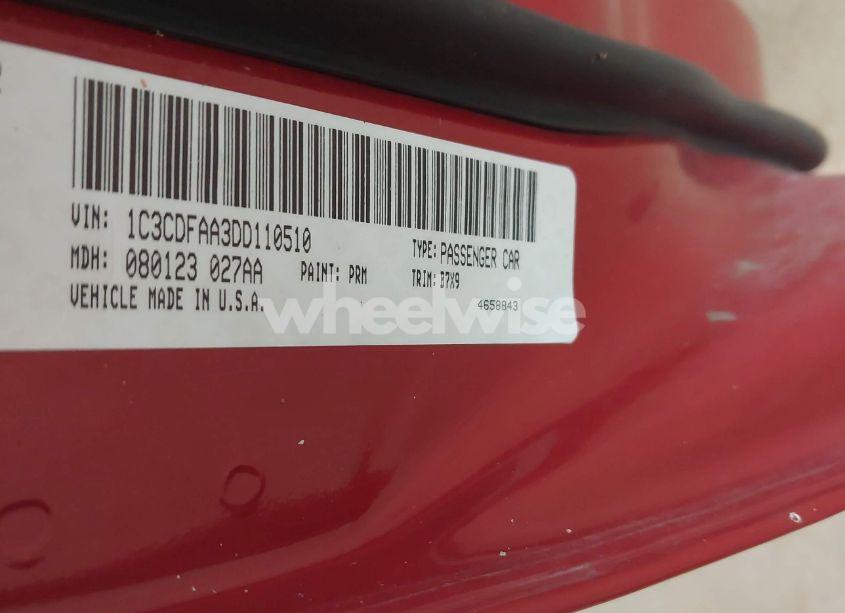 VIN: 1C3CDFAA3DD110510 TYPE: PASSENGER CAR
MDH: 080123 027AA PAINT: PRM TRIM: B7X9
VEHICLE MADE IN U.S.A. 4658843
wheelwise